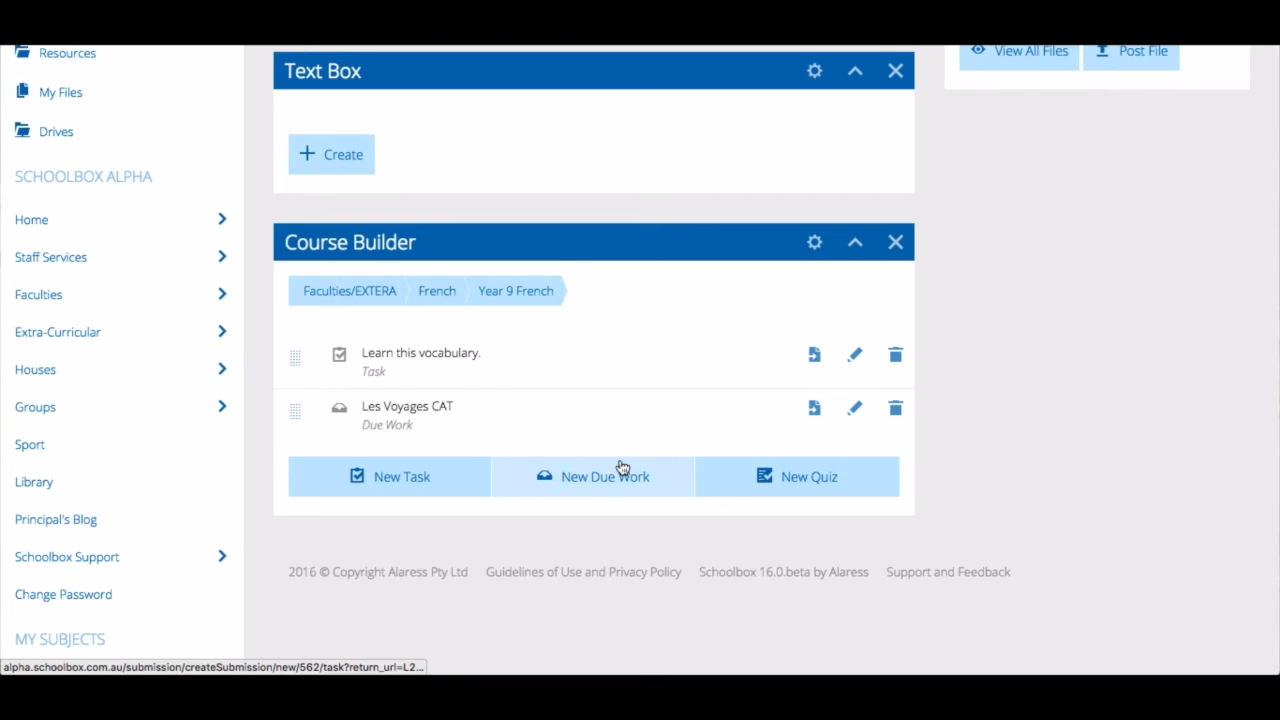 Resources
My Files
Drives
SCHOOLBOX ALPHA
Home
Staff Services
Faculties
Extra-Curricular
Houses
Groups
Sport
Library
Principal's Blog
Schoolbox Support
Change Password
MY SUBJECTS
Text Box
Create
Course Builder
Faculties/EXTERA French Year 9 French
Learn this vocabulary.
Task
Les Voyages CAT
Due Work
New Task New Due Work New Quiz
2016 © Copyright Alaress Pty Ltd Guidelines of Use and Privacy Policy Schoolbox 16.0.beta by Alaress Support and Feedback
View All Files Post File
alpha.schoolbox.com.au/submission/createSubmission/new/562/task?return_url=L2...